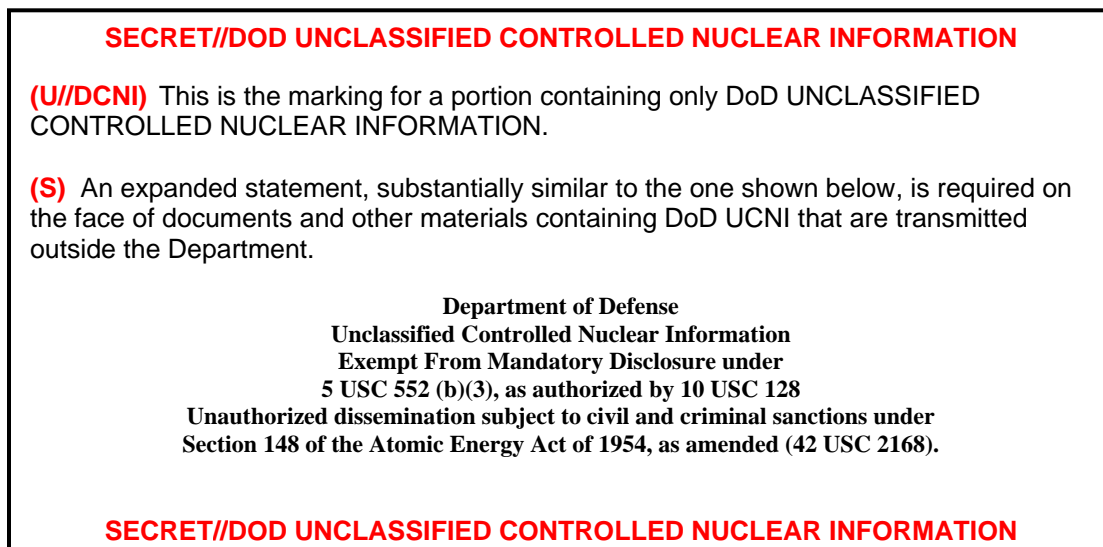 SECRET//DOD UNCLASSIFIED CONTROLLED NUCLEAR INFORMATION
(U//DCNI) This is the marking for a portion containing only DoD UNCLASSIFIED
CONTROLLED NUCLEAR INFORMATION.
(S) An expanded statement, substantially similar to the one shown below, is required on
the face of documents and other materials containing DoD UCNI that are transmitted
outside the Department.
Department of Defense
Unclassified Controlled Nuclear Information
Exempt From Mandatory Disclosure under
5 USC 552 (b)(3), as authorized by 10 USC 128
Unauthorized dissemination subject to civil and criminal sanctions under
Section 148 of the Atomic Energy Act of 1954, as amended (42 USC 2168).
SECRET//DOD UNCLASSIFIED CONTROLLED NUCLEAR INFORMATION